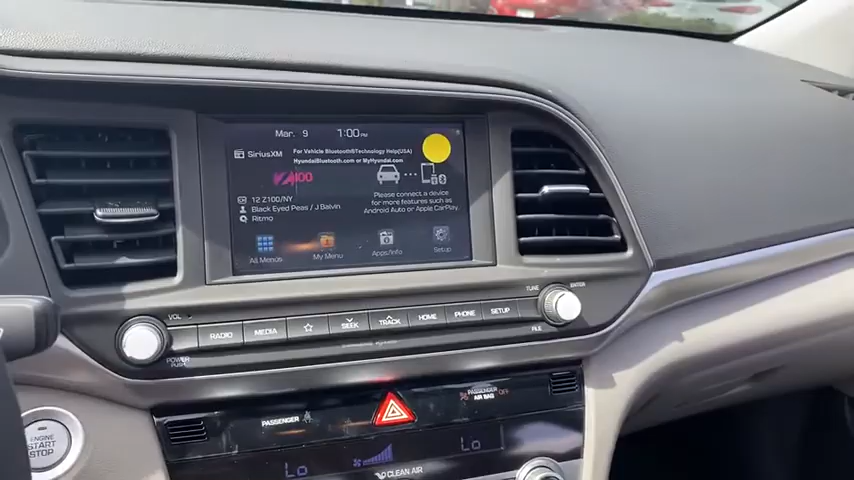 Mar. 9 1:00 PM
SiriusXM
For Vehicle Bluetooth®&Technology Help(USA)
HyundaiBluetooth.com or MyHyundai.com
Z100
12 Z100/NY
Black Eyed Peas / J Balvin
Ritmo
Please connect a device
for more features such as
Android Auto or Apple CarPlay.
All Menus My Menu Apps/Info Setup
VOL
TUNE
ENTER
RADIO MEDIA SEEK TRACK HOME PHONE SETUP
FILE
POWER
PUSH
PASSENGER
PASSENGER
AIR BAG OFF
ENGINE
START
STOP
Lo
Lo
CLEAN AIR